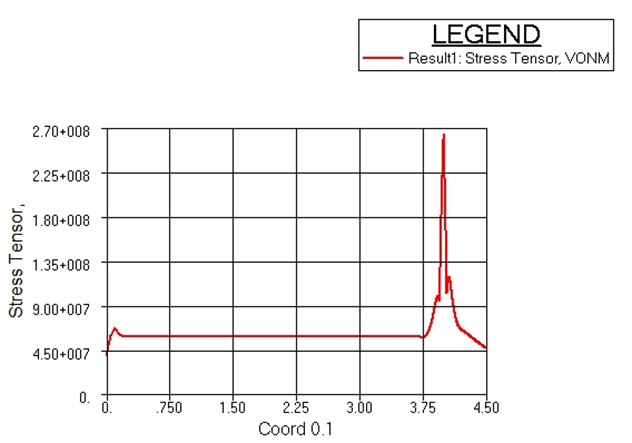 LEGEND
Result1: Stress Tensor, VONM
2.70+008
2.25+008
1.80+008
1.35+008
9.00+007
4.50+007
0.
Stress Tensor,
0. .750 1.50 2.25 3.00 3.75 4.50
Coord 0.1